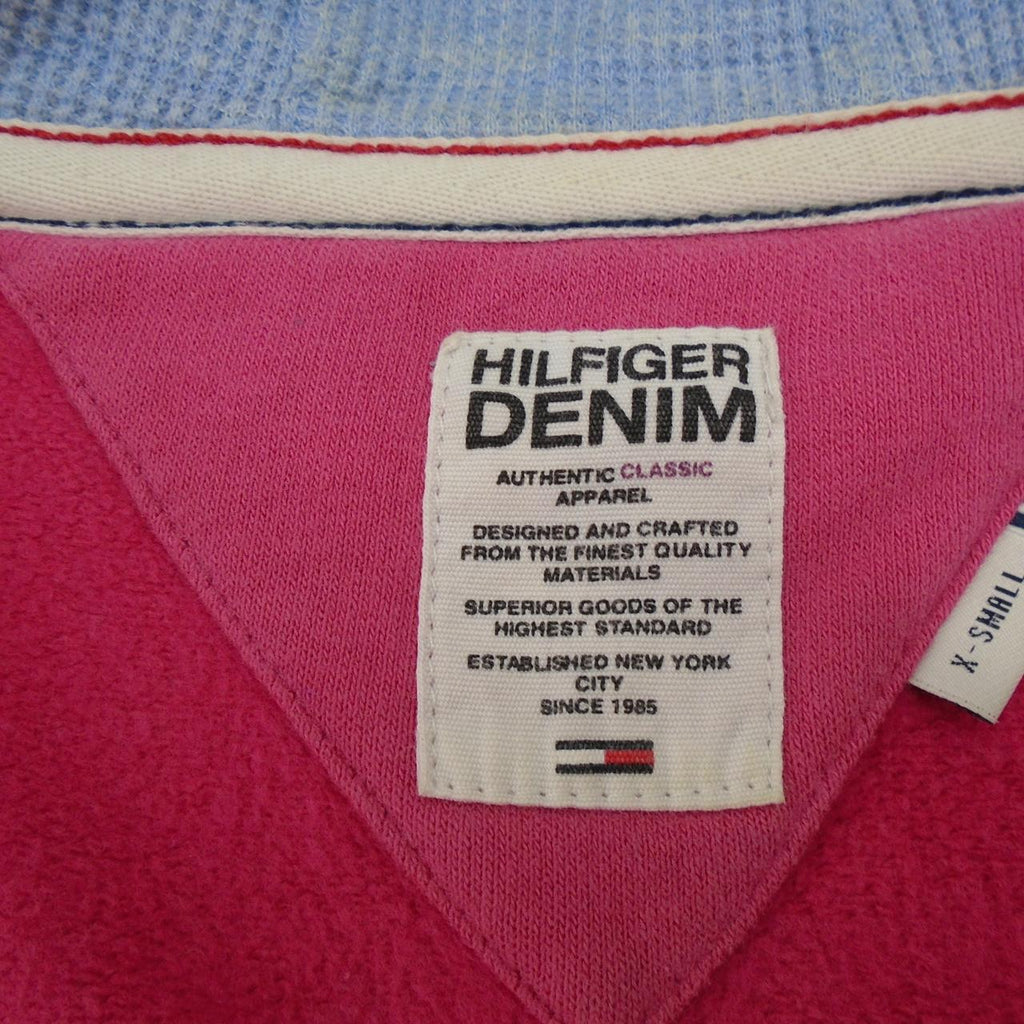 HILFIGER
DENIM
AUTHENTIC CLASSIC
APPAREL
DESIGNED AND CRAFTED
FROM THE FINEST QUALITY
MATERIALS
SUPERIOR GOODS OF THE
HIGHEST STANDARD
ESTABLISHED NEW YORK
CITY
SINCE 1985
X-SMALL